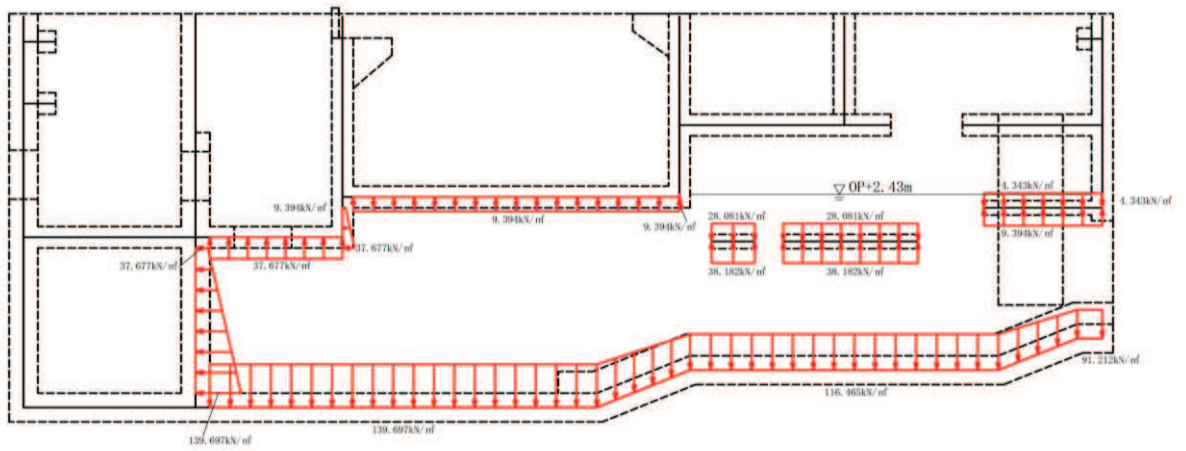 ▽ OP+2.43m
4.343kN/㎡
4.343kN/㎡
9.394kN/㎡
9.394kN/㎡
9.394kN/㎡
28.081kN/㎡
28.081kN/㎡
9.394kN/㎡
37.677kN/㎡
37.677kN/㎡
37.677kN/㎡
38.182kN/㎡
38.182kN/㎡
91.212kN/㎡
116.465kN/㎡
139.697kN/㎡
139.697kN/㎡